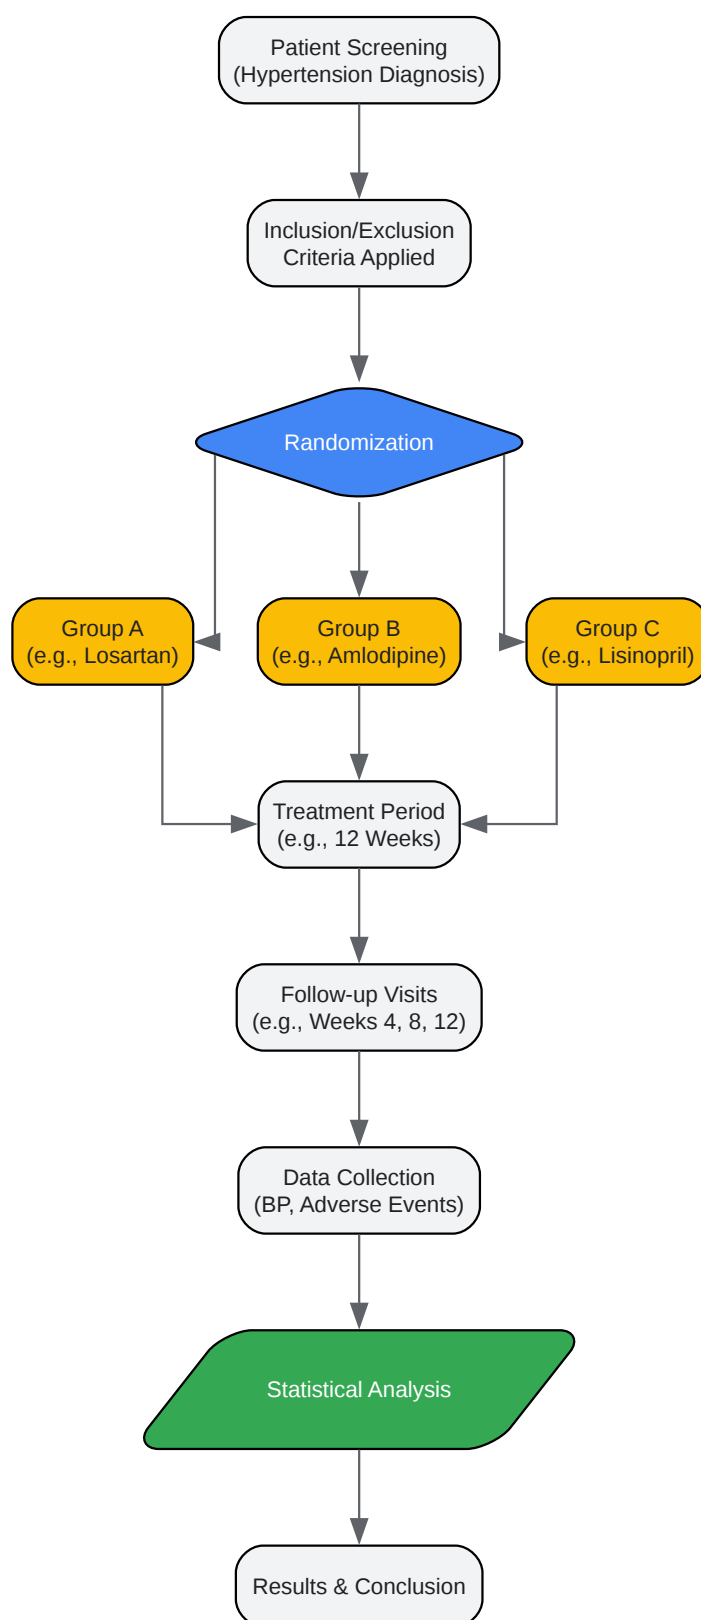 Patient Screening
(Hypertension Diagnosis)
Inclusion/Exclusion
Criteria Applied
Randomization
Group A
(e.g., Losartan)
Group B
(e.g., Amlodipine)
Group C
(e.g., Lisinopril)
Treatment Period
(e.g., 12 Weeks)
Follow-up Visits
(e.g., Weeks 4, 8, 12)
Data Collection
(BP, Adverse Events)
Statistical Analysis
Results & Conclusion